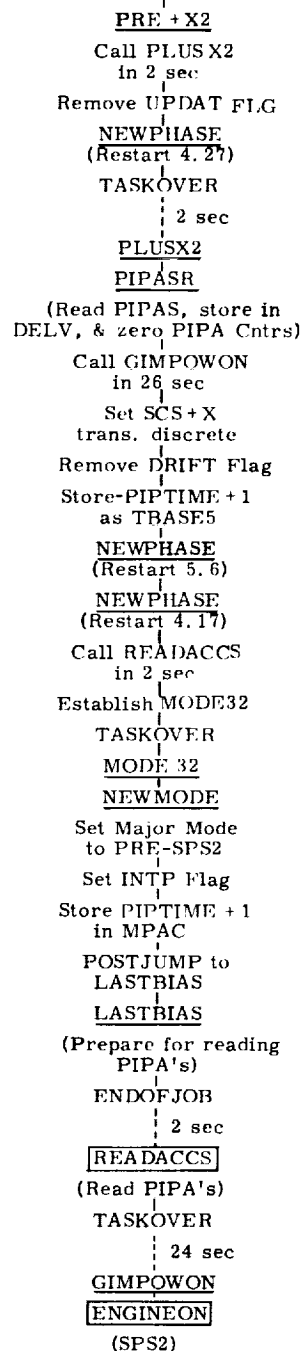 PRE + X2
Call PLUSX2
in 2 sec
Remove UPDAT FLG
NEWPHASE
(Restart 4.27)
TASKOVER
2 sec
PLUSX2
PIPASR
(Read PIPAS, store in
DELV, & zero PIPA Cntrs)
Call GIMPOWON
in 26 sec
Set SCS + X
trans. discrete
Remove DRIFT Flag
Store-PIPTIME + 1
as TBASE5
NEWPHASE
(Restart 5.6)
NEWPHASE
(Restart 4.17)
Call READACCS
in 2 sec
Establish MODE32
TASKOVER
MODE 32
NEWMODE
Set Major Mode
to PRE-SPS2
Set INTP Flag
Store PIPTIME + 1
in MPAC
POSTJUMP to
LASTBIAS
LASTBIAS
(Prepare for reading
PIPA's)
ENDOFJOB
2 sec
READACCS
(Read PIPA's)
TASKOVER
24 sec
GIMPOWON
ENGINEON
(SPS2)